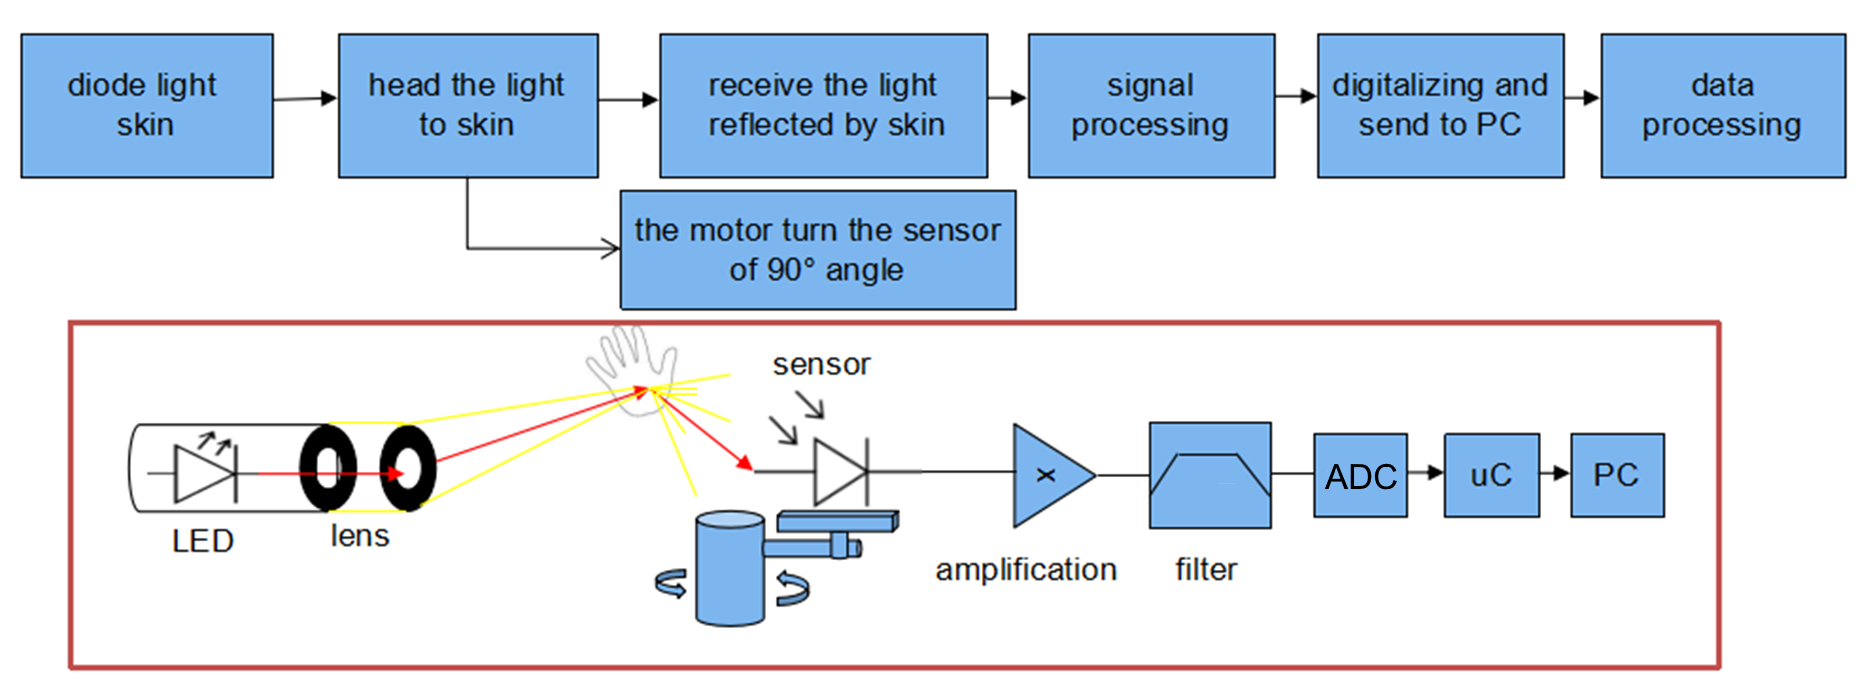 diode light
skin
head the light
to skin
receive the light
reflected by skin
signal
processing
digitalizing and
send to PC
data
processing
the motor turn the sensor
of 90° angle
sensor
LED
lens
x
amplification
filter
ADC
uC
PC